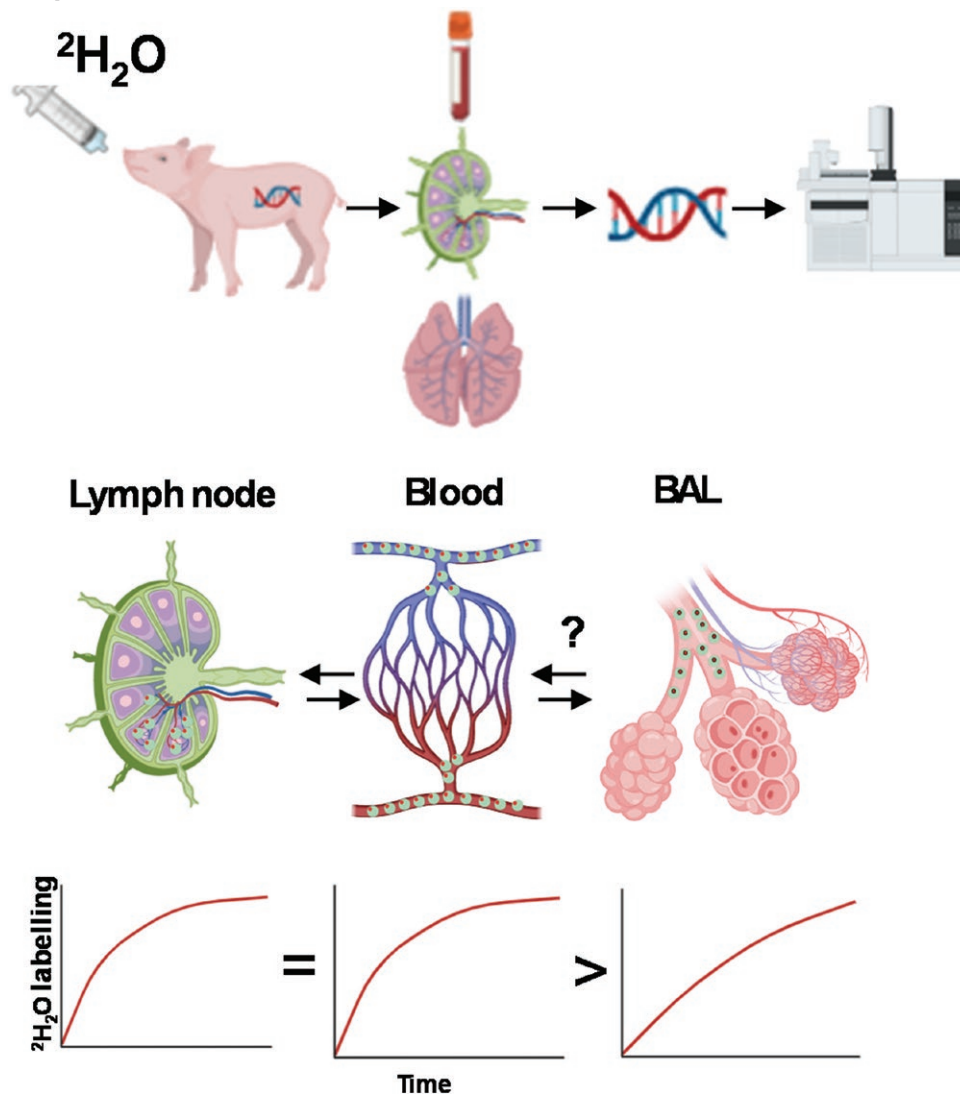 ²H₂O
Lymph node
Blood
BAL
?
²H₂O labelling
=
>
Time